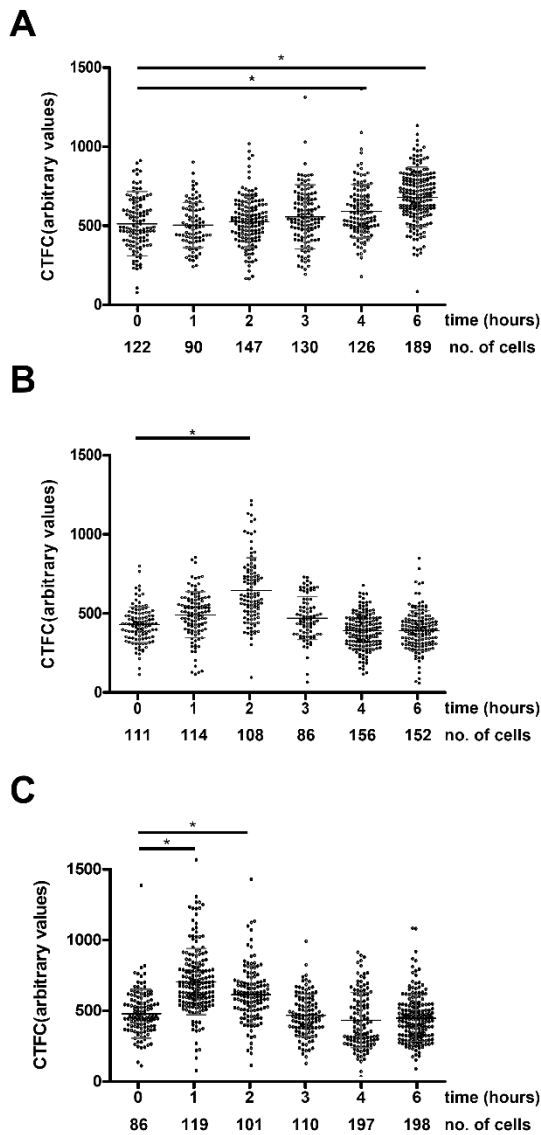 A
*
*
1500
1000
500
0
CTFC(arbitrary values)
0 1 2 3 4 6 time (hours)
122 90 147 130 126 189 no. of cells
B
*
1500
1000
500
0
CTFC(arbitrary values)
0 1 2 3 4 6 time (hours)
111 114 108 86 156 152 no. of cells
C
*
*
1500
1000
500
0
CTFC(arbitrary values)
0 1 2 3 4 6 time (hours)
86 119 101 110 197 198 no. of cells